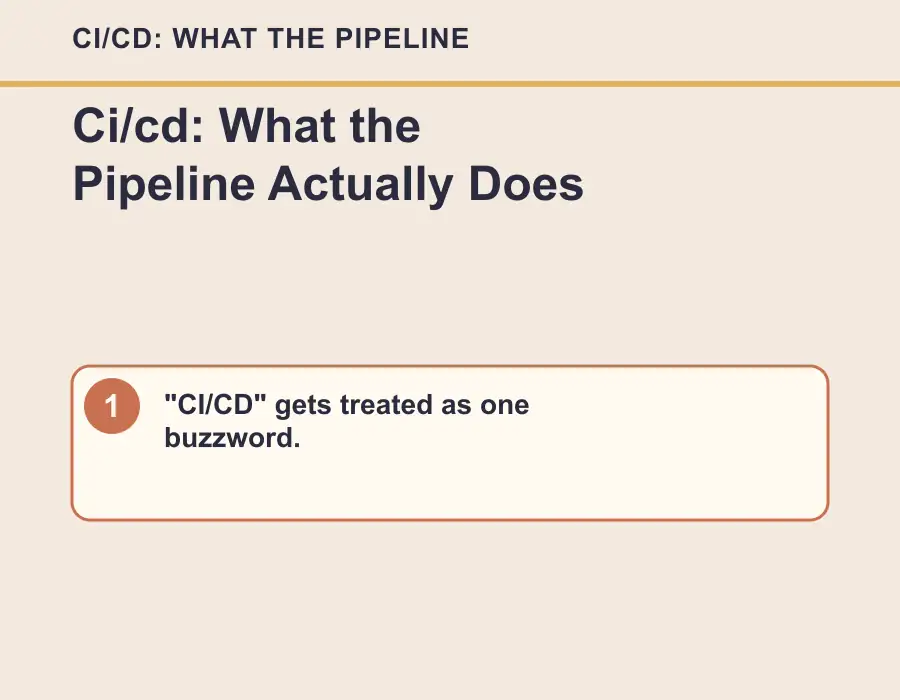 CI/CD: WHAT THE PIPELINE
Ci/cd: What the
Pipeline Actually Does
1
"CI/CD" gets treated as one
buzzword.